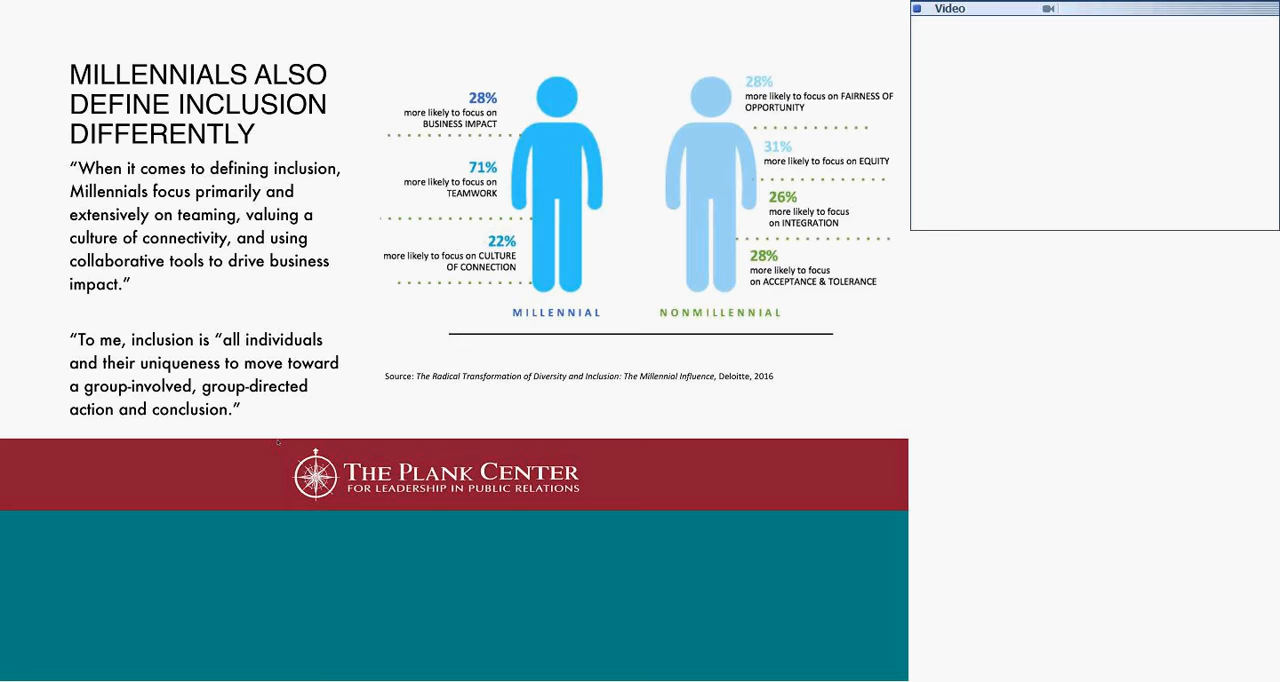 Video
MILLENNIALS ALSO
DEFINE INCLUSION
DIFFERENTLY
“When it comes to defining inclusion,
Millennials focus primarily and
extensively on teaming, valuing a
culture of connectivity, and using
collaborative tools to drive business
impact.”
“To me, inclusion is “all individuals
and their uniqueness to move toward
a group-involved, group-directed
action and conclusion.”
28%
more likely to focus on
BUSINESS IMPACT
71%
more likely to focus on
TEAMWORK
22%
more likely to focus on CULTURE
OF CONNECTION
MILLENNIAL
28%
more likely to focus on FAIRNESS OF
OPPORTUNITY
31%
more likely to focus on EQUITY
26%
more likely to focus
on INTEGRATION
28%
more likely to focus
on ACCEPTANCE & TOLERANCE
NONMILLENNIAL
Source: The Radical Transformation of Diversity and Inclusion: The Millennial Influence, Deloitte, 2016
THE PLANK CENTER
FOR LEADERSHIP IN PUBLIC RELATIONS